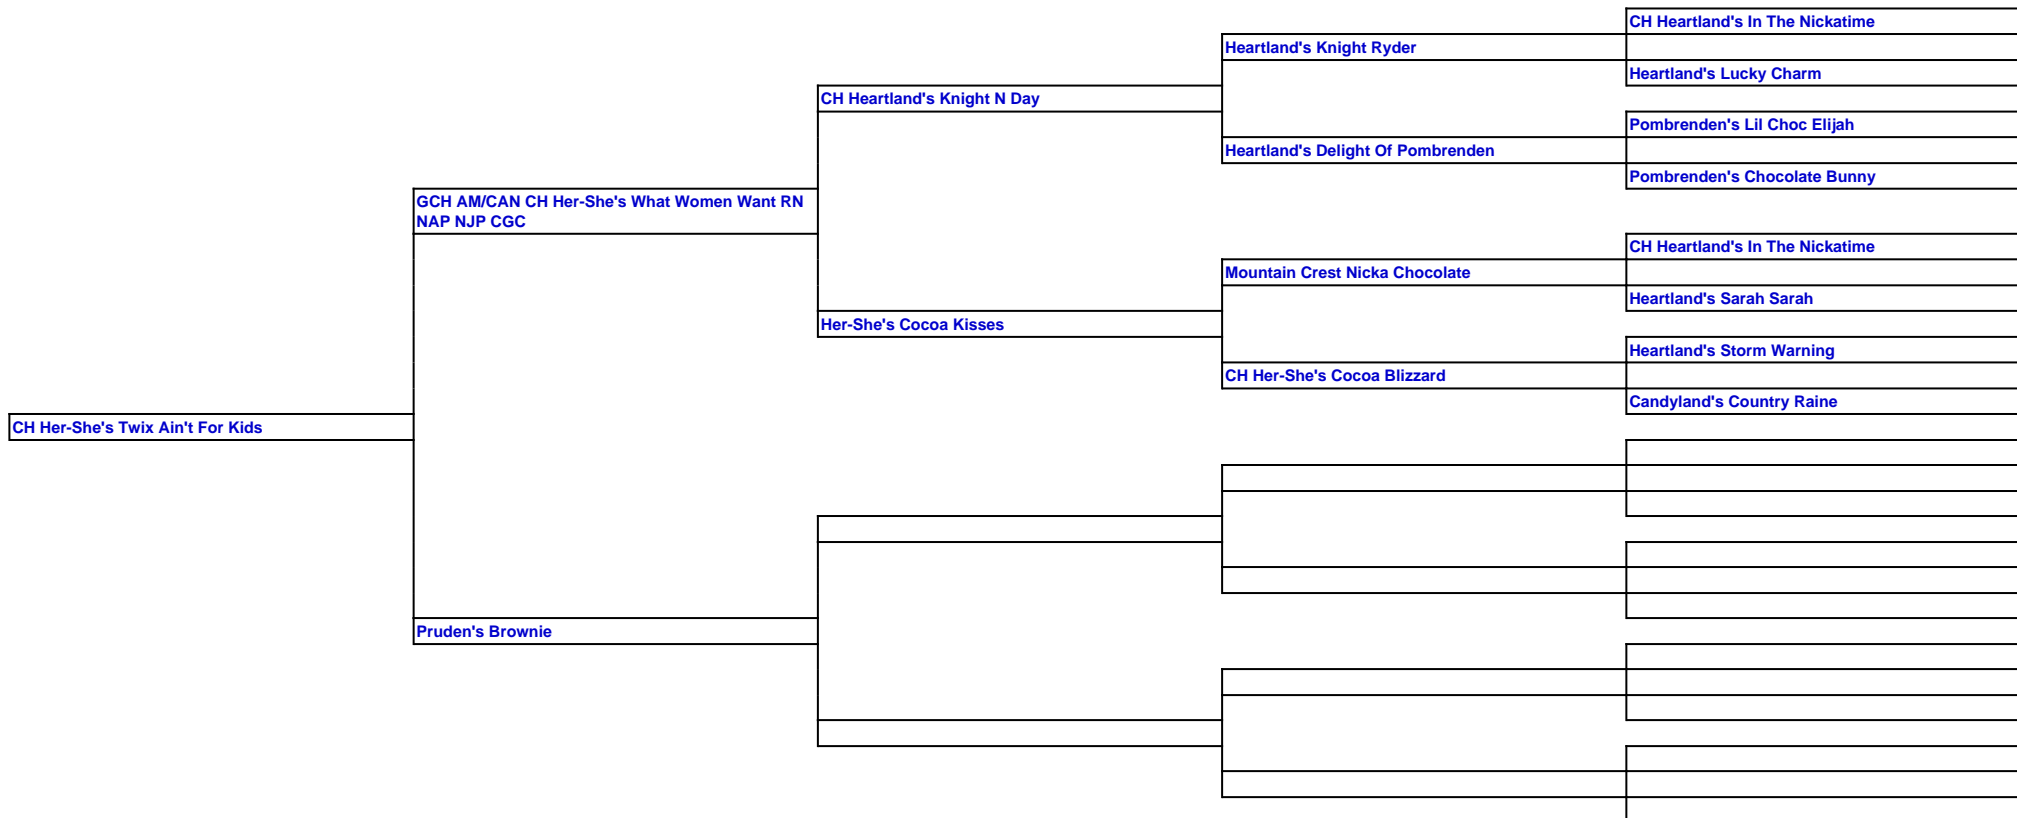 CH Heartland's In The Nickatime
Heartland's Knight Ryder
Heartland's Lucky Charm
CH Heartland's Knight N Day
Pombrenden's Lil Choc Elijah
Heartland's Delight Of Pombrenden
Pombrenden's Chocolate Bunny
GCH AM/CAN CH Her-She's What Women Want RN
NAP NJP CGC
CH Heartland's In The Nickatime
Mountain Crest Nicka Chocolate
Heartland's Sarah Sarah
Her-She's Cocoa Kisses
Heartland's Storm Warning
CH Her-She's Cocoa Blizzard
Candyland's Country Raine
CH Her-She's Twix Ain't For Kids
Pruden's Brownie